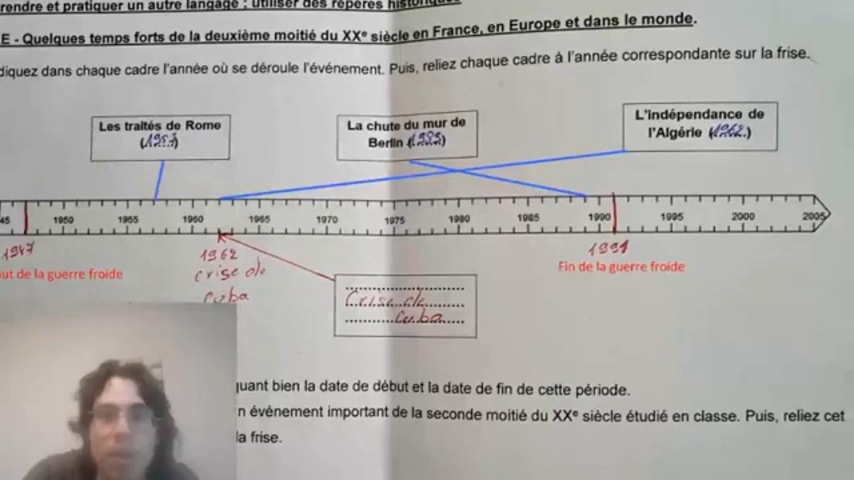 rendre et pratiquer un autre langage ; utiliser des repères historiques
E - Quelques temps forts de la deuxième moitié du XXᵉ siècle en France, en Europe et dans le monde.
diquez dans chaque cadre l'année où se déroule l'événement. Puis, reliez chaque cadre à l'année correspondante sur la frise.
Les traités de Rome
(1957)
La chute du mur de
Berlin (1989)
L'indépendance de
l'Algérie (1962.)
45 1950 1955 1960 1965 1970 1975 1980 1985 1990 1995 2000 2005
1947
ut de la guerre froide
1962
crise de
Cuba
1991
Fin de la guerre froide
Crise de
Cuba
quant bien la date de début et la date de fin de cette période.
n événement important de la seconde moitié du XXᵉ siècle étudié en classe. Puis, reliez cet
la frise.